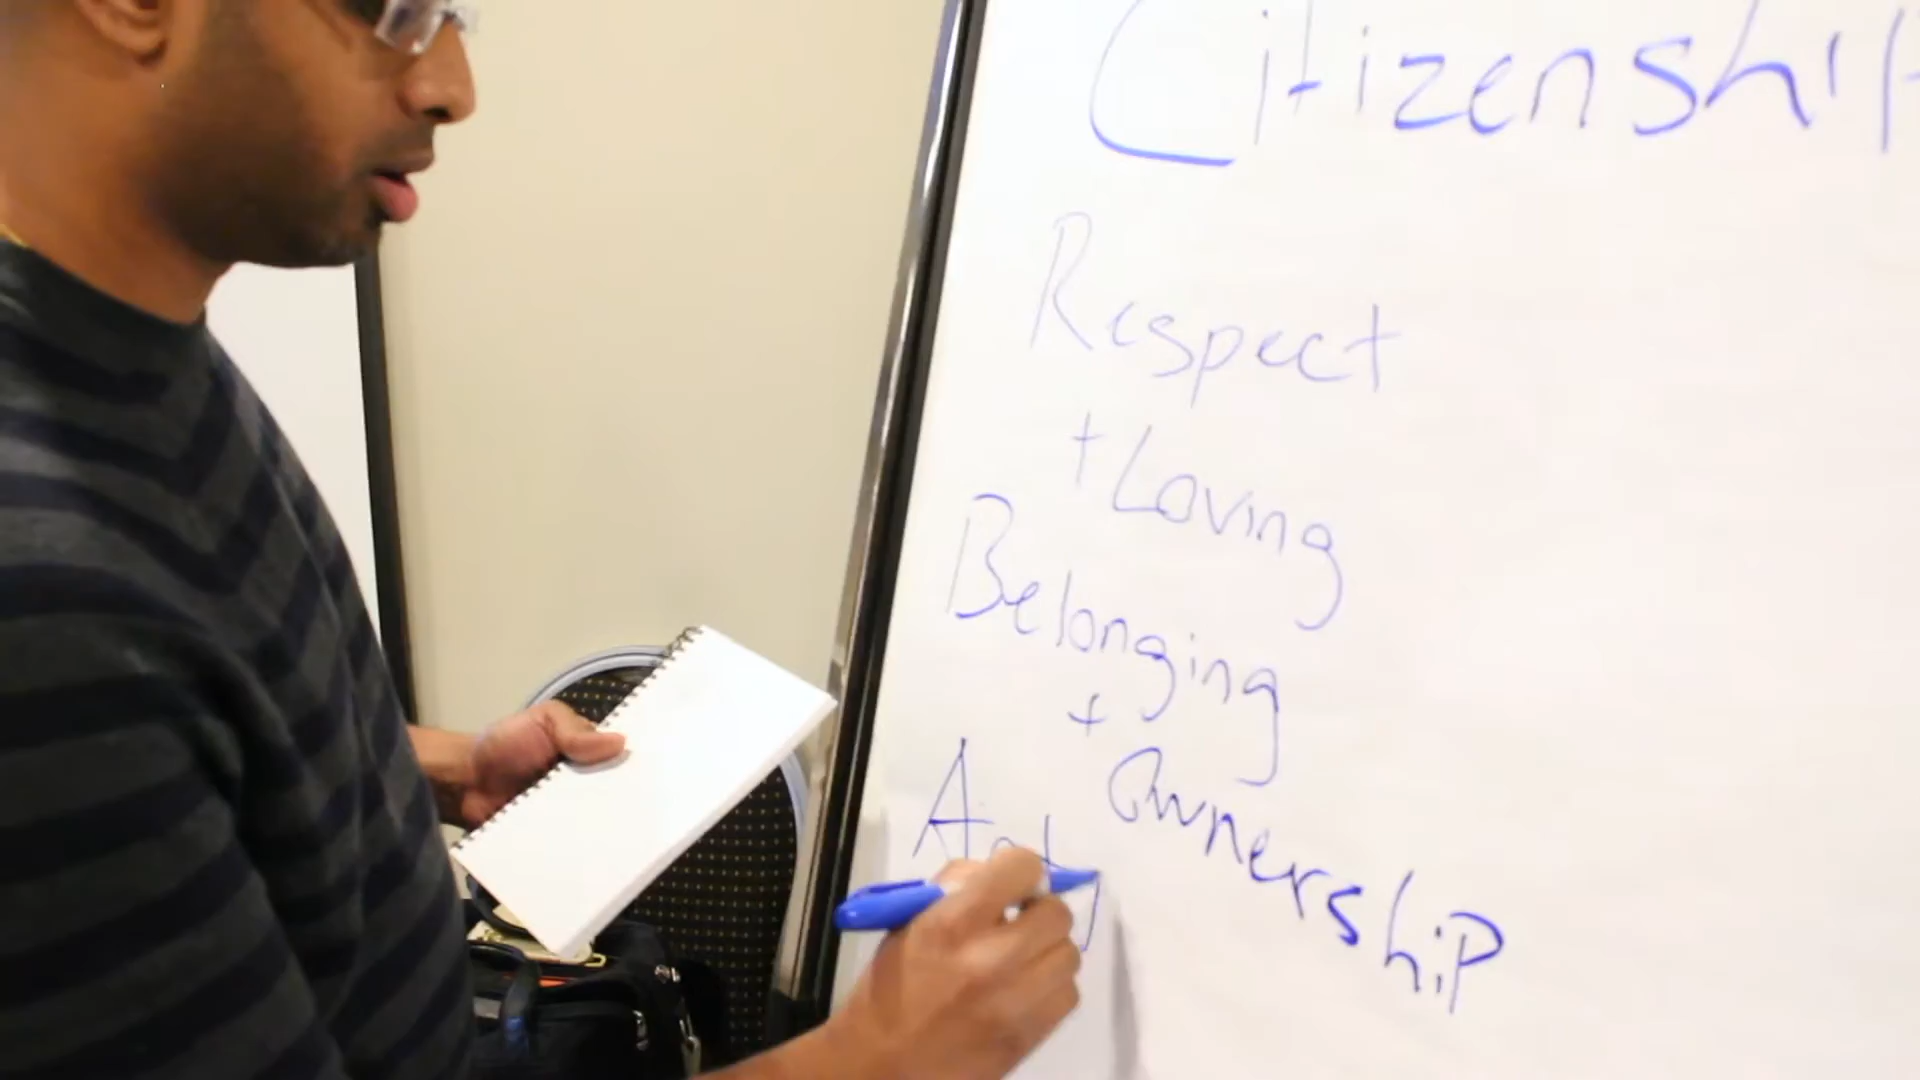 Citizenship
Respect
+ Loving
Belonging
+ Ownership